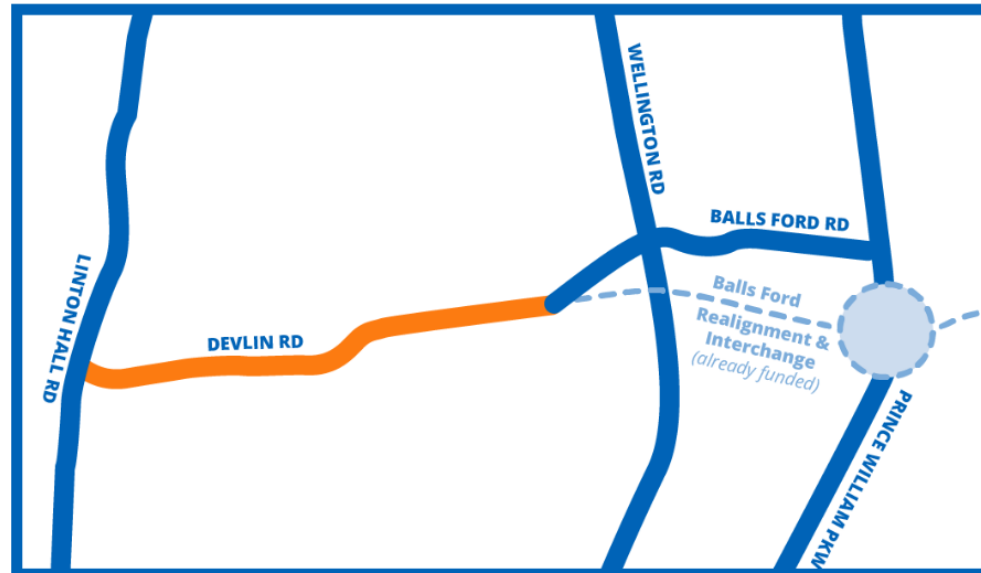 WELLINGTON RD
BALLS FORD RD
LINTON HALL RD
DEVLIN RD
Balls Ford
Realignment &
Interchange
(already funded)
PRINCE WILLIAM PKW